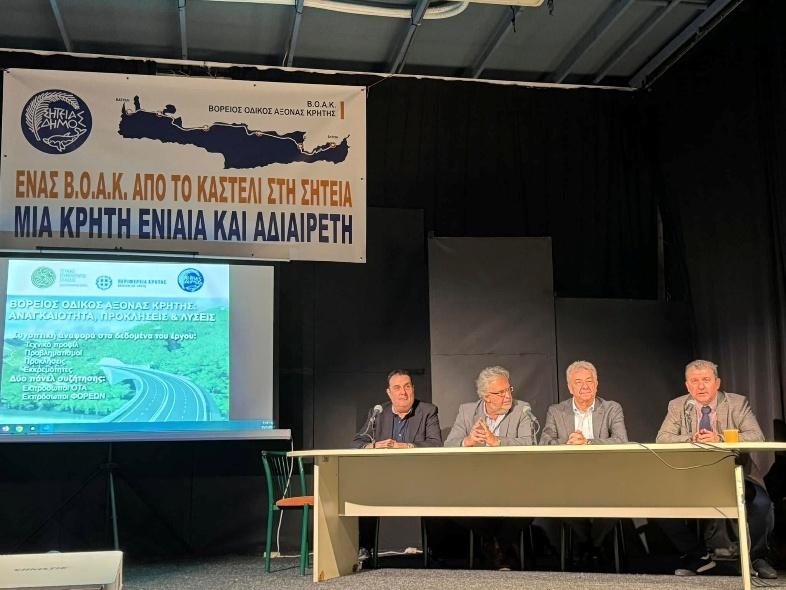 ΣΗΤΕΙΑΣ
ΔΗΜΟΣ
Β.Ο.Α.Κ.
ΒΟΡΕΙΟΣ ΟΔΙΚΟΣ ΑΞΟΝΑΣ ΚΡΗΤΗΣ
ΕΝΑΣ Β.Ο.Α.Κ. ΑΠΟ ΤΟ ΚΑΣΤΕΛΙ ΣΤΗ ΣΗΤΕΙΑ
ΜΙΑ ΚΡΗΤΗ ΕΝΙΑΙΑ ΚΑΙ ΑΔΙΑΙΡΕΤΗ
ΠΕΡΙΦΕΡΕΙΑ ΚΡΗΤΗΣ
ΒΟΡΕΙΟΣ ΟΔΙΚΟΣ ΑΞΟΝΑΣ ΚΡΗΤΗΣ:
ΑΝΑΓΚΑΙΟΤΗΤΑ, ΠΡΟΚΛΗΣΕΙΣ & ΛΥΣΕΙΣ
Συνοπτική αναφορά στα δεδομένα του έργου:
Τεχνικό προφίλ
Προβληματισμοί
Προκλήσεις
Εκκρεμότητες
Δύο πάνελ συζήτησης:
Εκπρόσωποι ΟΤΑ
Εκπρόσωποι ΦΟΡΕΩΝ